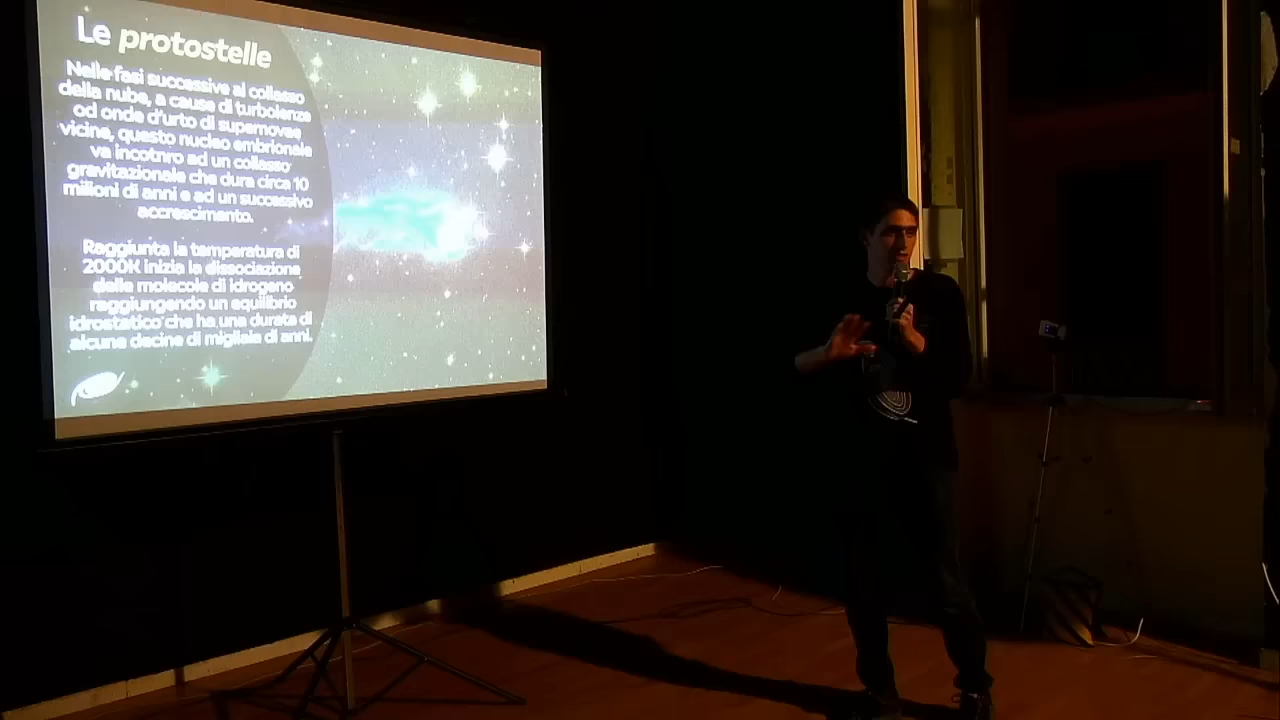 Le protostelle
Nelle fasi successive al collasso
della nube, a cause di turbolenze
od onde d'urto di supernovae
vicine, questo nucleo embrionale
va incotnro ad un collasso
gravitazionale che dura circa 10
milioni di anni e ad un successivo
accrescimento.
Raggiunta la temperatura di
2000K inizia la dissociazione
delle molecole di idrogeno
raggiungendo un equilibrio
idrostatico che ha una durata di
alcune decine di migliaia di anni.